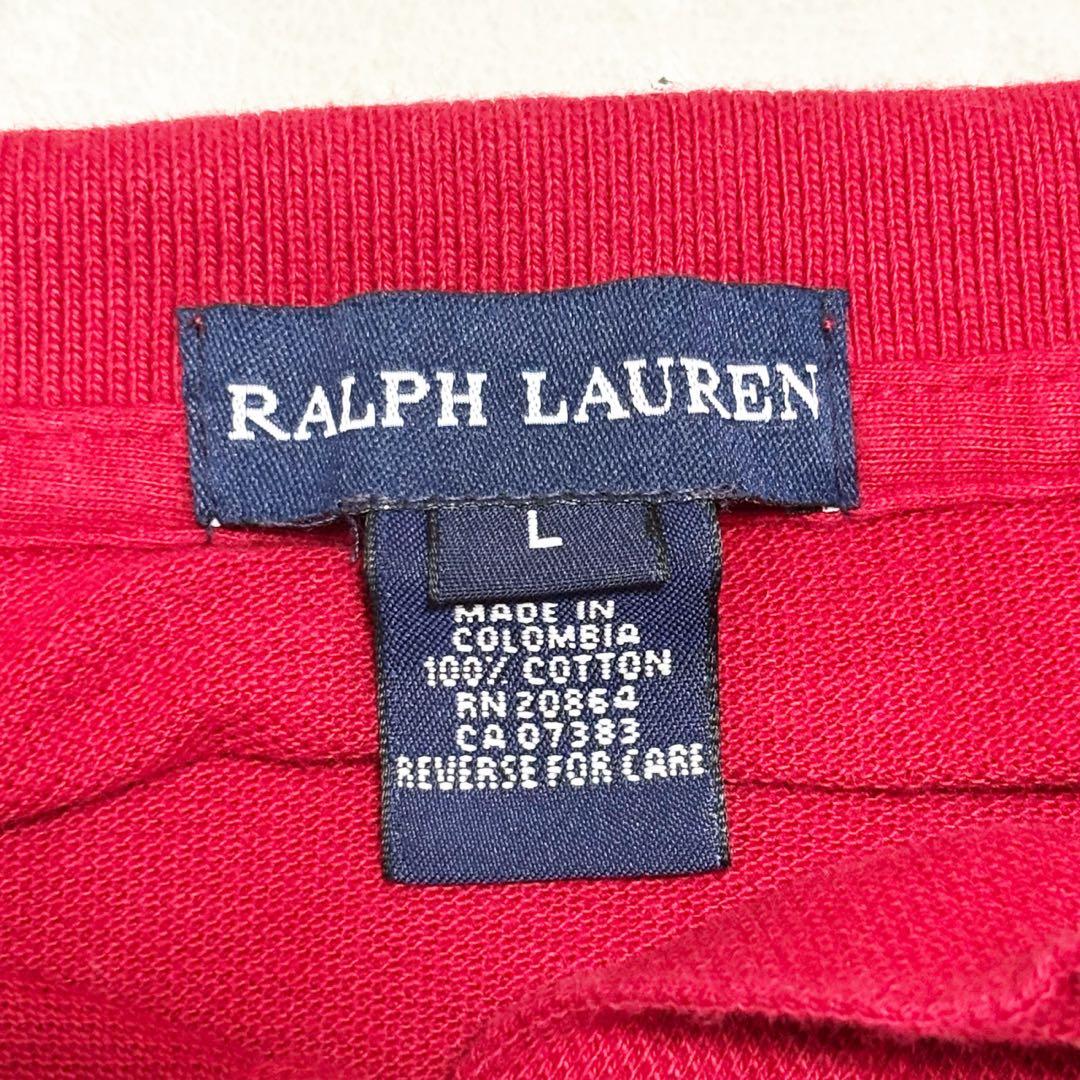 RALPH LAUREN
L
MADE IN
COLOMBIA
100% COTTON
RN 20864
CA 07383
REVERSE FOR CARE